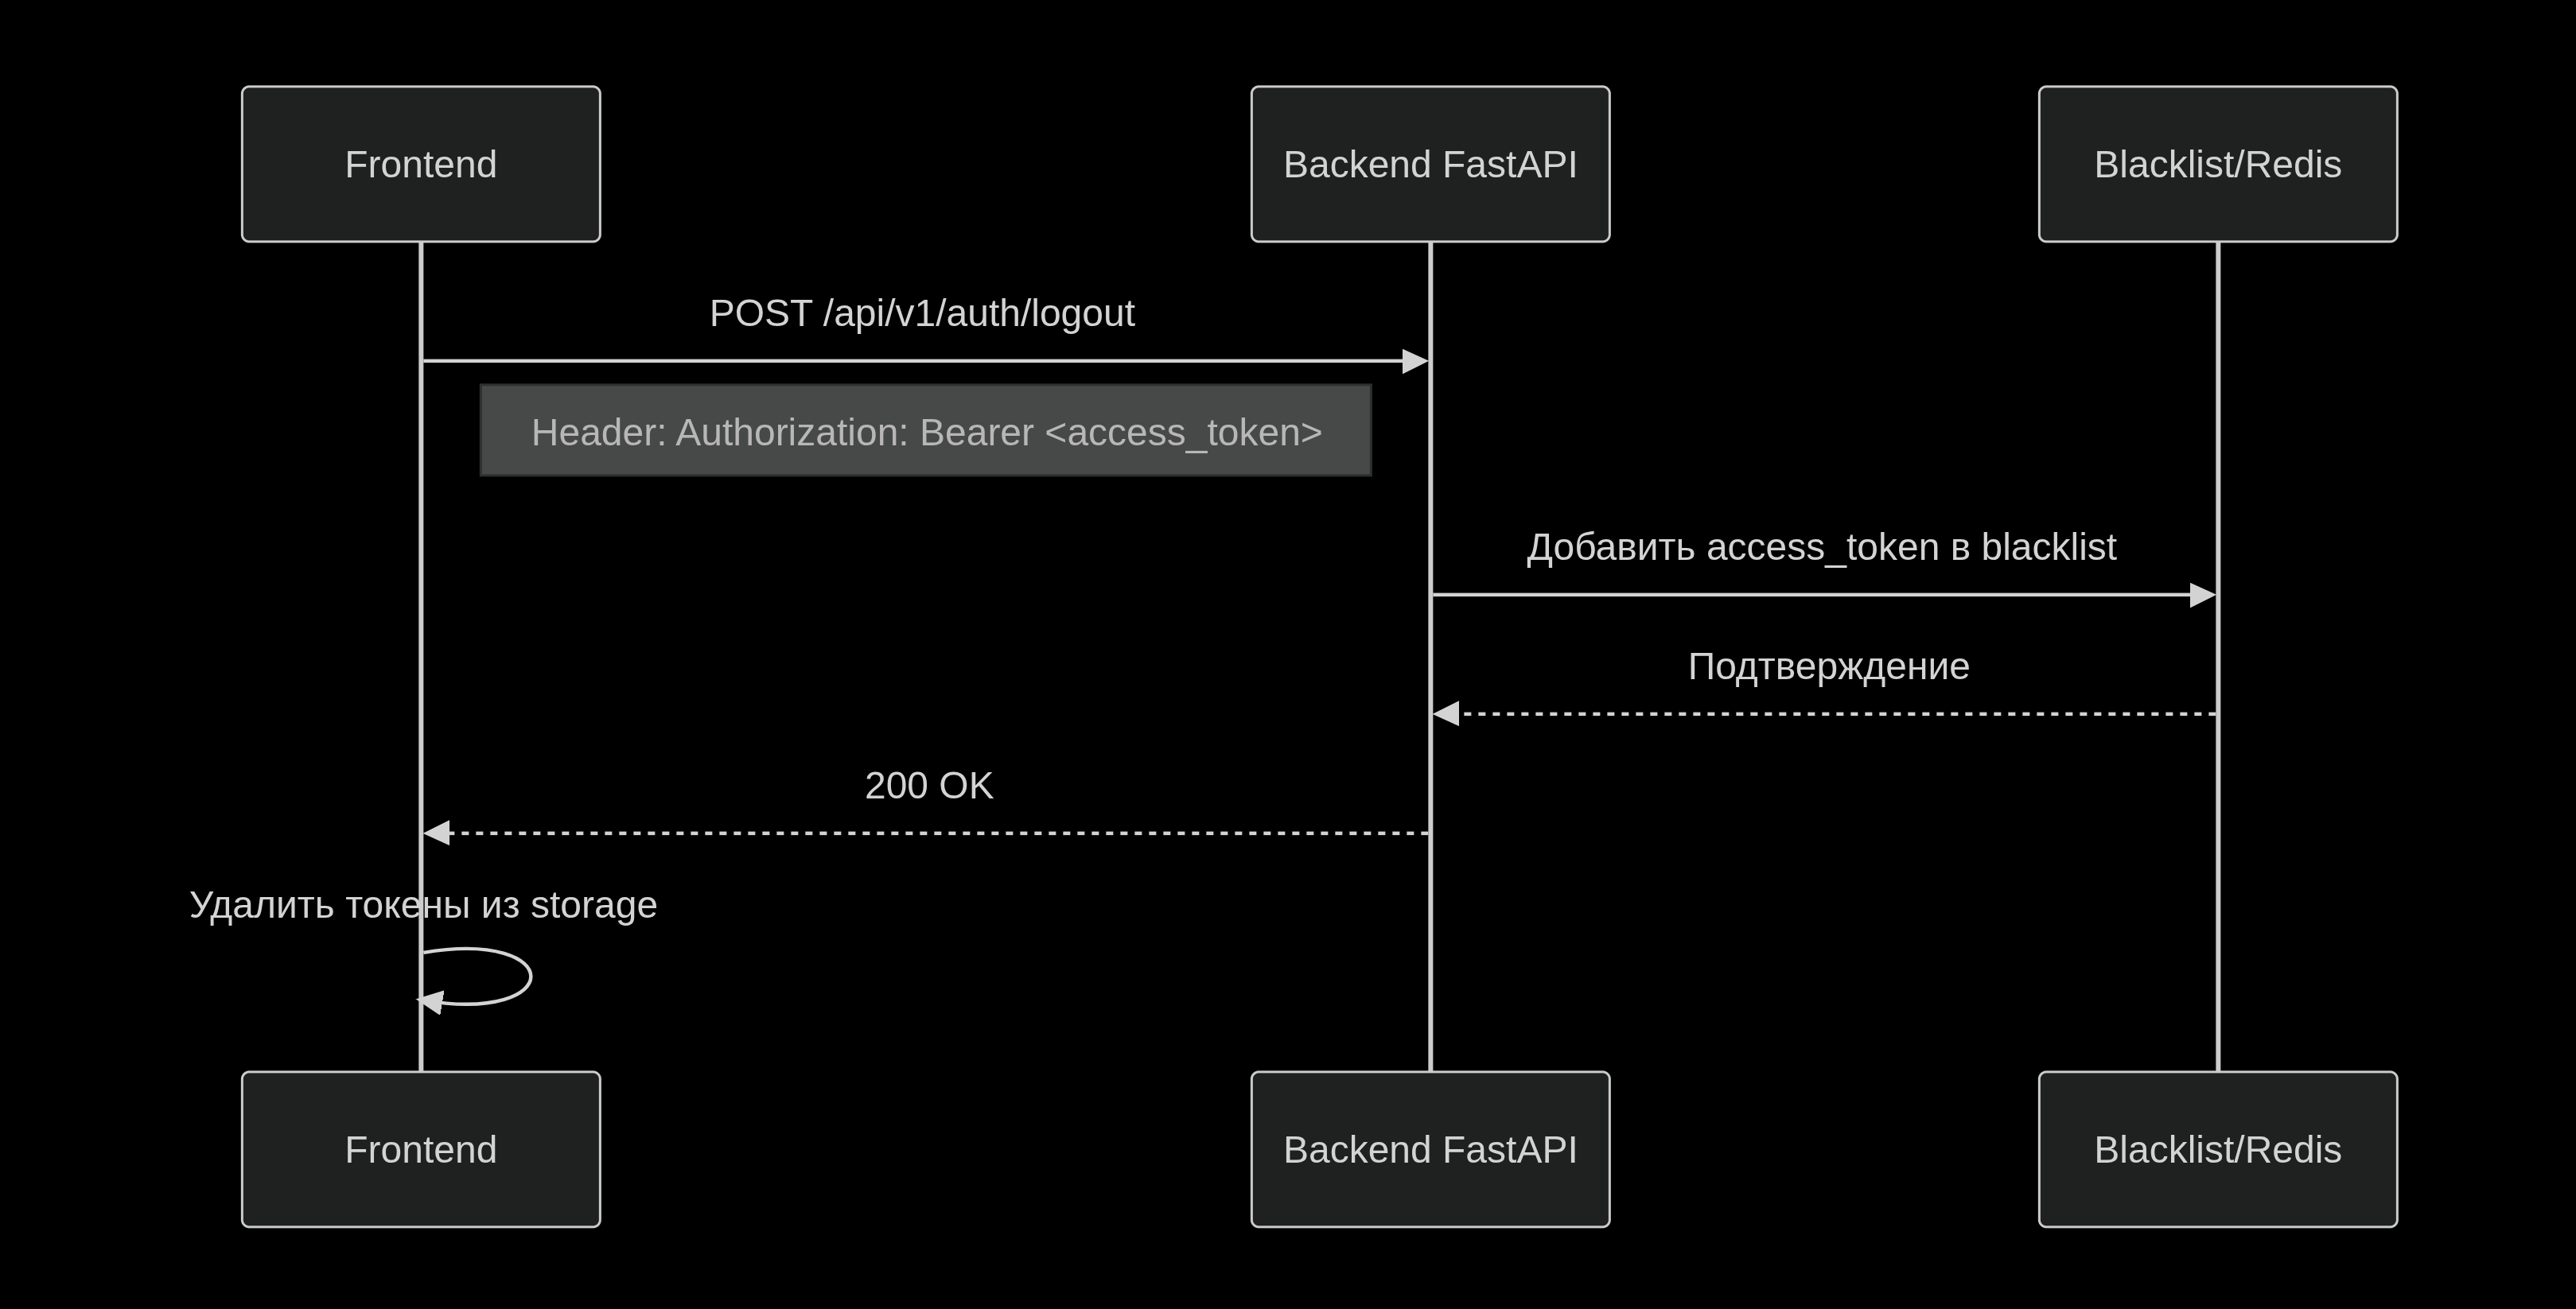 Frontend
Backend FastAPI
Blacklist/Redis
POST /api/v1/auth/logout
Header: Authorization: Bearer <access_token>
Добавить access_token в blacklist
Подтверждение
200 OK
Удалить токены из storage
Frontend
Backend FastAPI
Blacklist/Redis